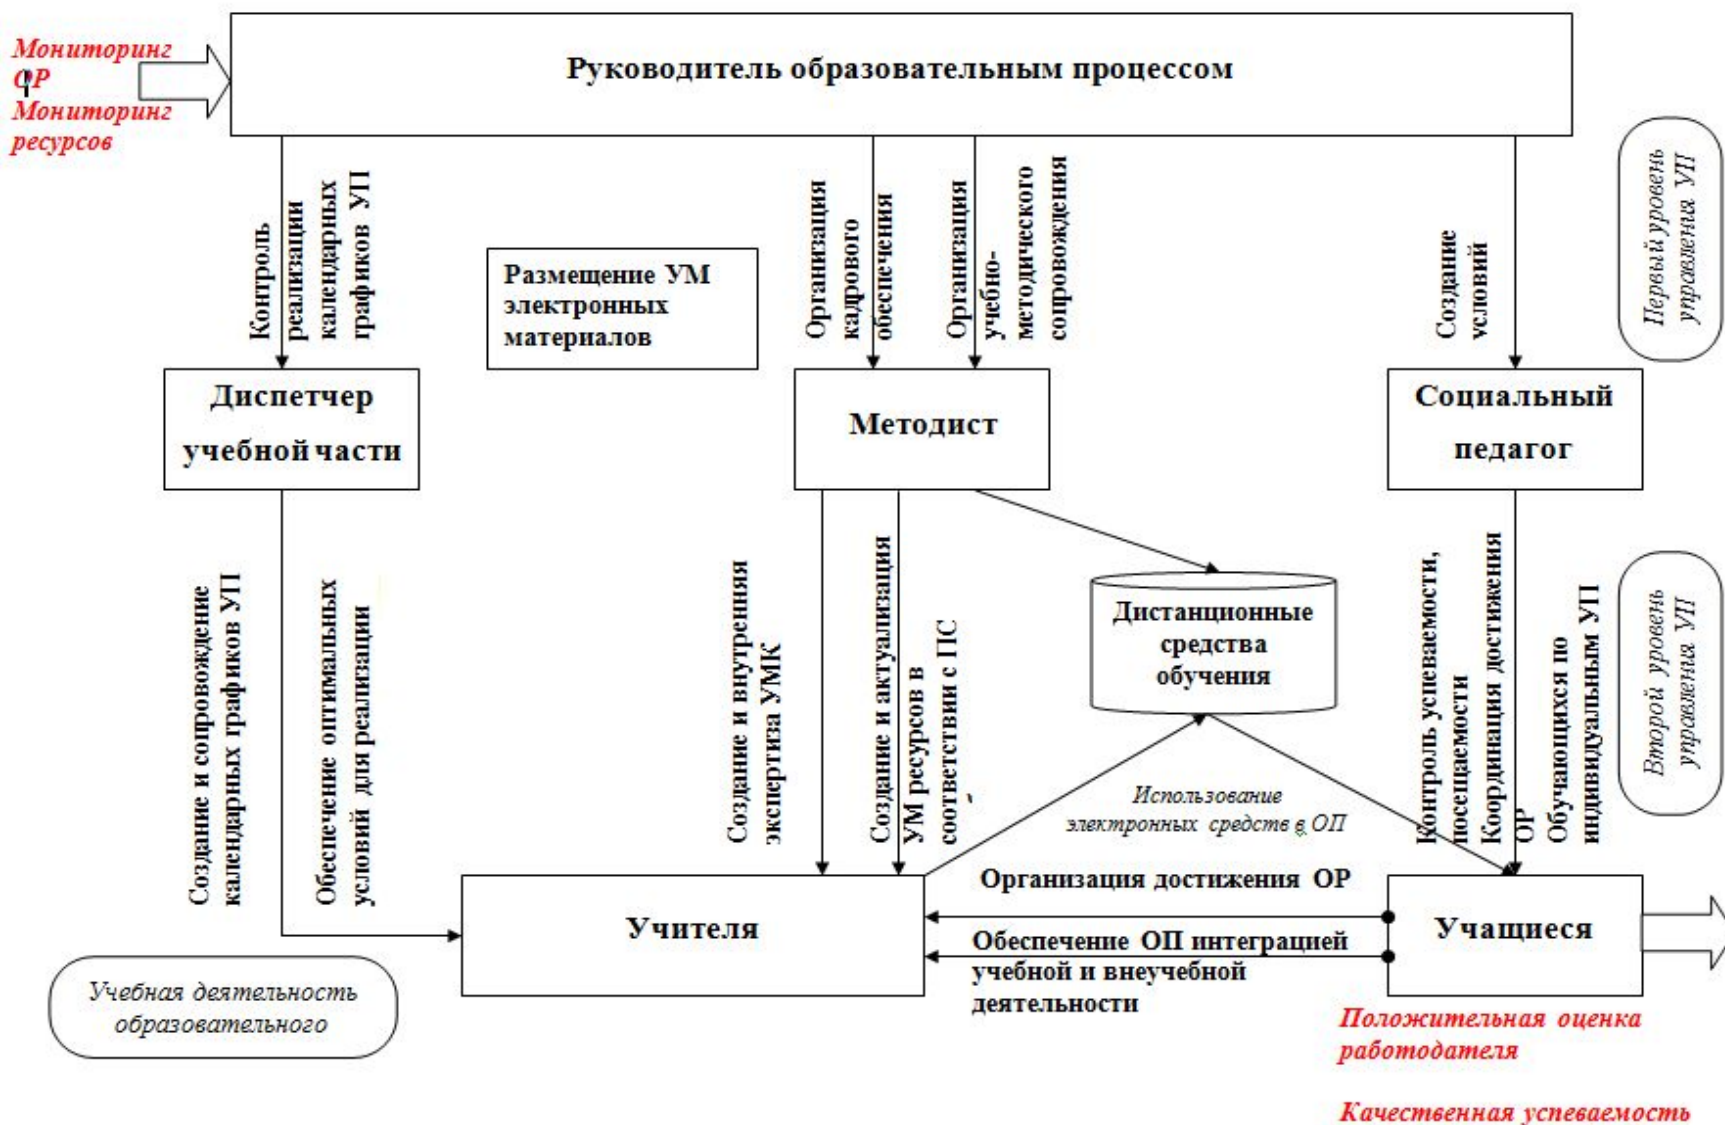 Мониторинг
ОР
Мониторинг
ресурсов
Руководитель образовательным процессом
Контроль
реализации
календарных
графиков УП
Размещение УМ
электронных
материалов
Организация
кадрового
обеспечения
Организация
учебно-
методического
сопровождения
Создание
условий
Первый уровень
управления УП
Диспетчер
учебной части
Методист
Социальный
педагог
Создание и сопровождение
календарных графиков УП
Обеспечение оптимальных
условий для реализации
Создание и внутренняя
экспертиза УМК
Создание и актуализация
УМ ресурсов в
соответствии с ПС
Дистанционные
средства
обучения
Контроль успеваемости,
посещаемости
Координация достижения
ОР
Обучающихся по
индивидуальным УП
Второй уровень
управления УП
Использование
электронных средств в ОП
Организация достижения ОР
Учителя
Обеспечение ОП интеграцией
учебной и внеучебной
деятельности
Учащиеся
Учебная деятельность
образовательного
Положительная оценка
работодателя
Качественная успеваемость